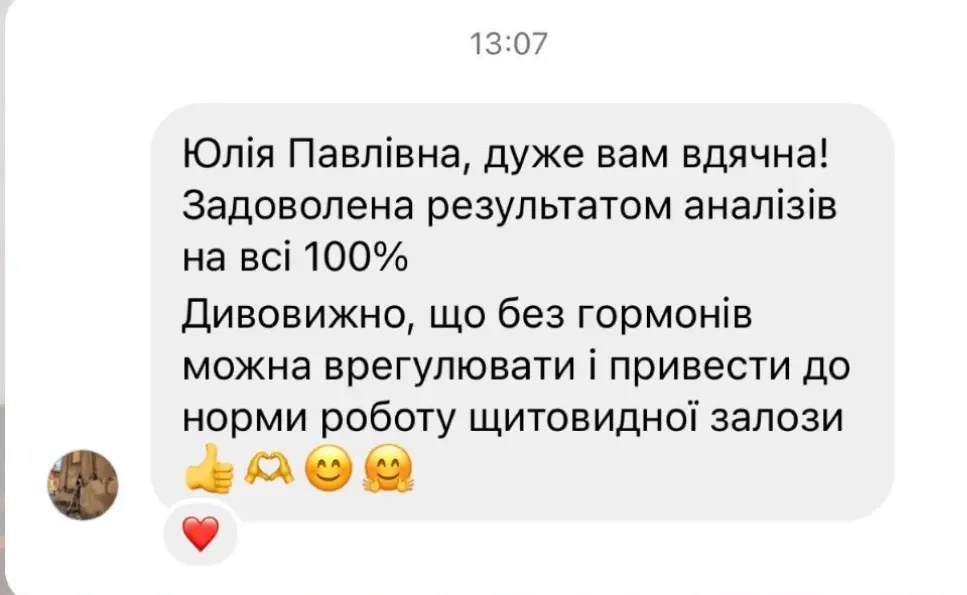 13:07
Юлія Павлівна, дуже вам вдячна!
Задоволена результатом аналізів
на всі 100%
Дивовижно, що без гормонів
можна врегулювати і привести до
норми роботу щитовидної залози
👍🫶😊🤗
❤️